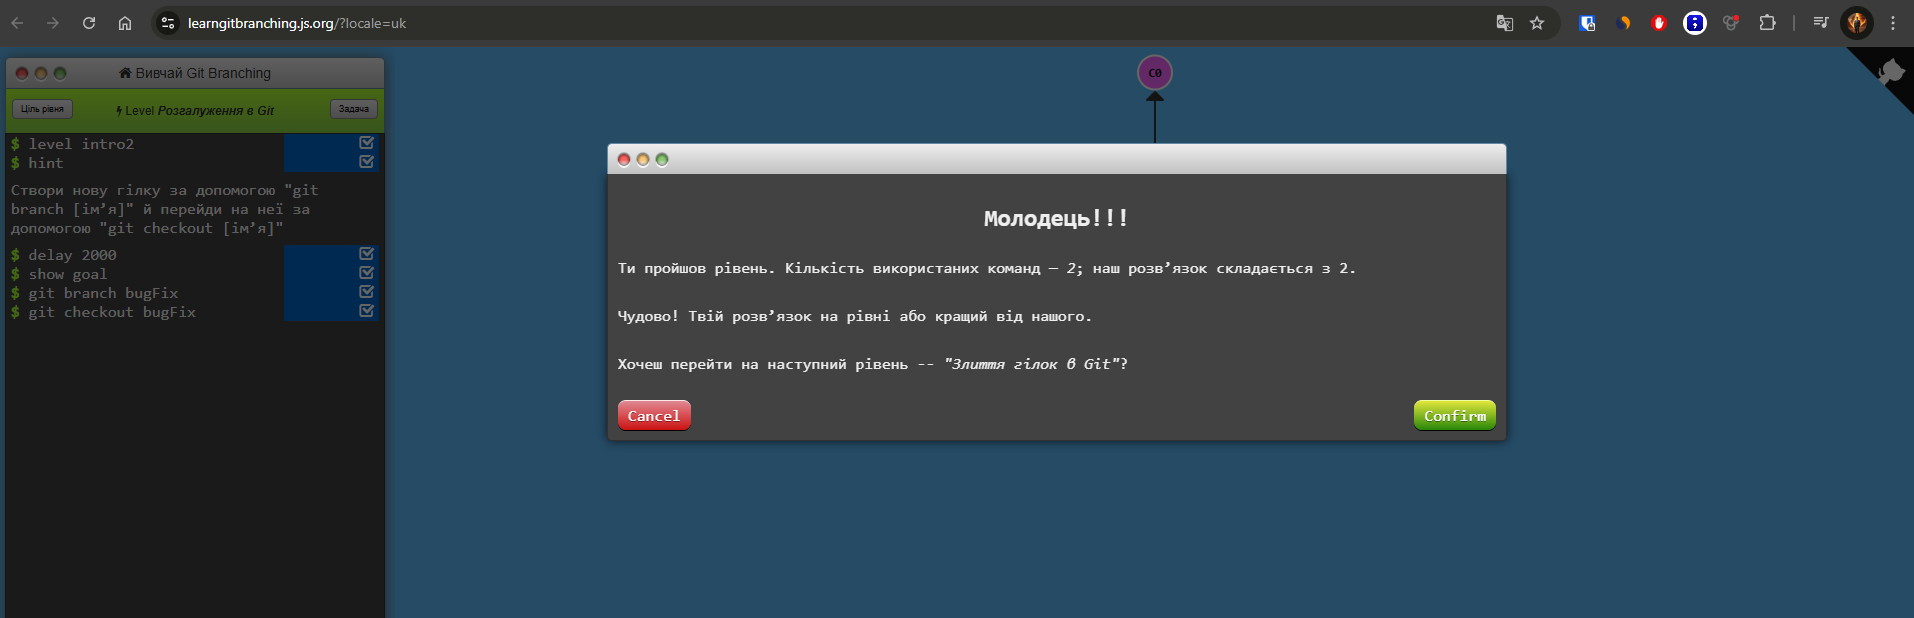 learngitbranching.js.org/?locale=uk
Вивчай Git Branching
Ціль рівня
Level Розгалуження в Git
Задача
$ level intro2
$ hint
Створи нову гілку за допомогою "git
branch [ім’я]" й перейди на неї за
допомогою "git checkout [ім’я]"
$ delay 2000
$ show goal
$ git branch bugFix
$ git checkout bugFix
C0
Молодець!!!
Ти пройшов рівень. Кількість використаних команд — 2; наш розв’язок складається з 2.
Чудово! Твій розв’язок на рівні або кращий від нашого.
Хочеш перейти на наступний рівень -- "Злиття гілок в Git"?
Cancel
Confirm